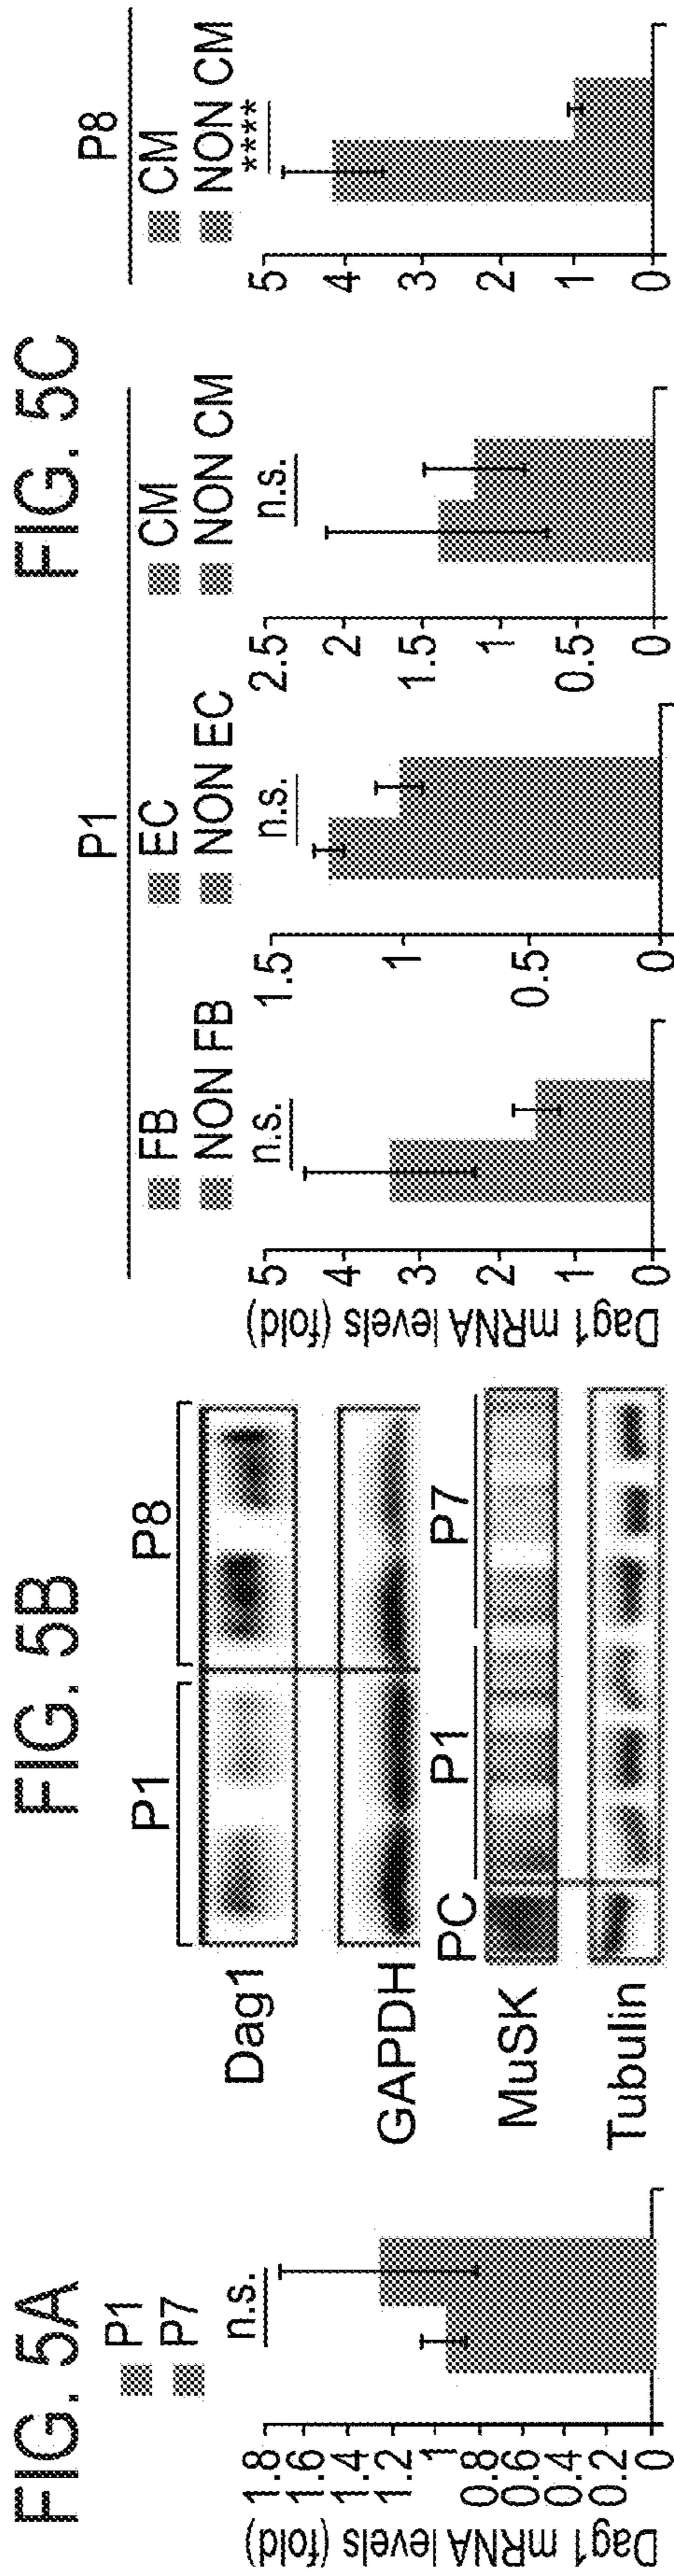 FIG. 5A
P1
P7
n.s.
1.8
1.6
1.4
1.2
1
0.8
0.6
0.4
0.2
0
Dag1 mRNA levels (fold)
FIG. 5B
P1 P8
Dag1
GAPDH
PC P1 P7
MuSK
Tubulin
FIG. 5C
P1
FB
NON FB
n.s.
5
4
3
2
1
0
Dag1 mRNA levels (fold)
EC
NON EC
n.s.
1.5
1
0.5
0
CM
NON CM
n.s.
2.5
2
1.5
1
0.5
0
P8
CM
NON CM
****
5
4
3
2
1
0